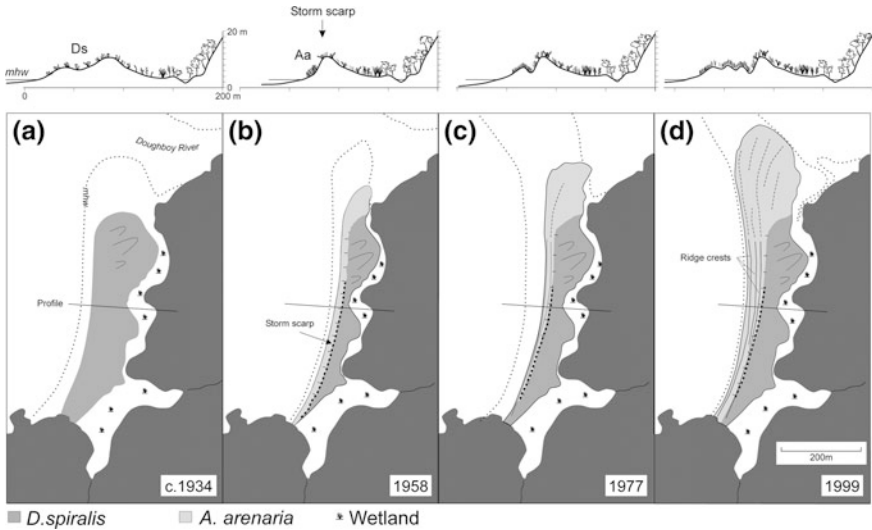 Storm scarp
Ds
Aa
mhw
20 m
0
0
200 m
(a)
(b)
(c)
(d)
Doughboy River
mhw
Profile
Storm scarp
Ridge crests
200m
c.1934
1958
1977
1999
D.spiralis A. arenaria Wetland